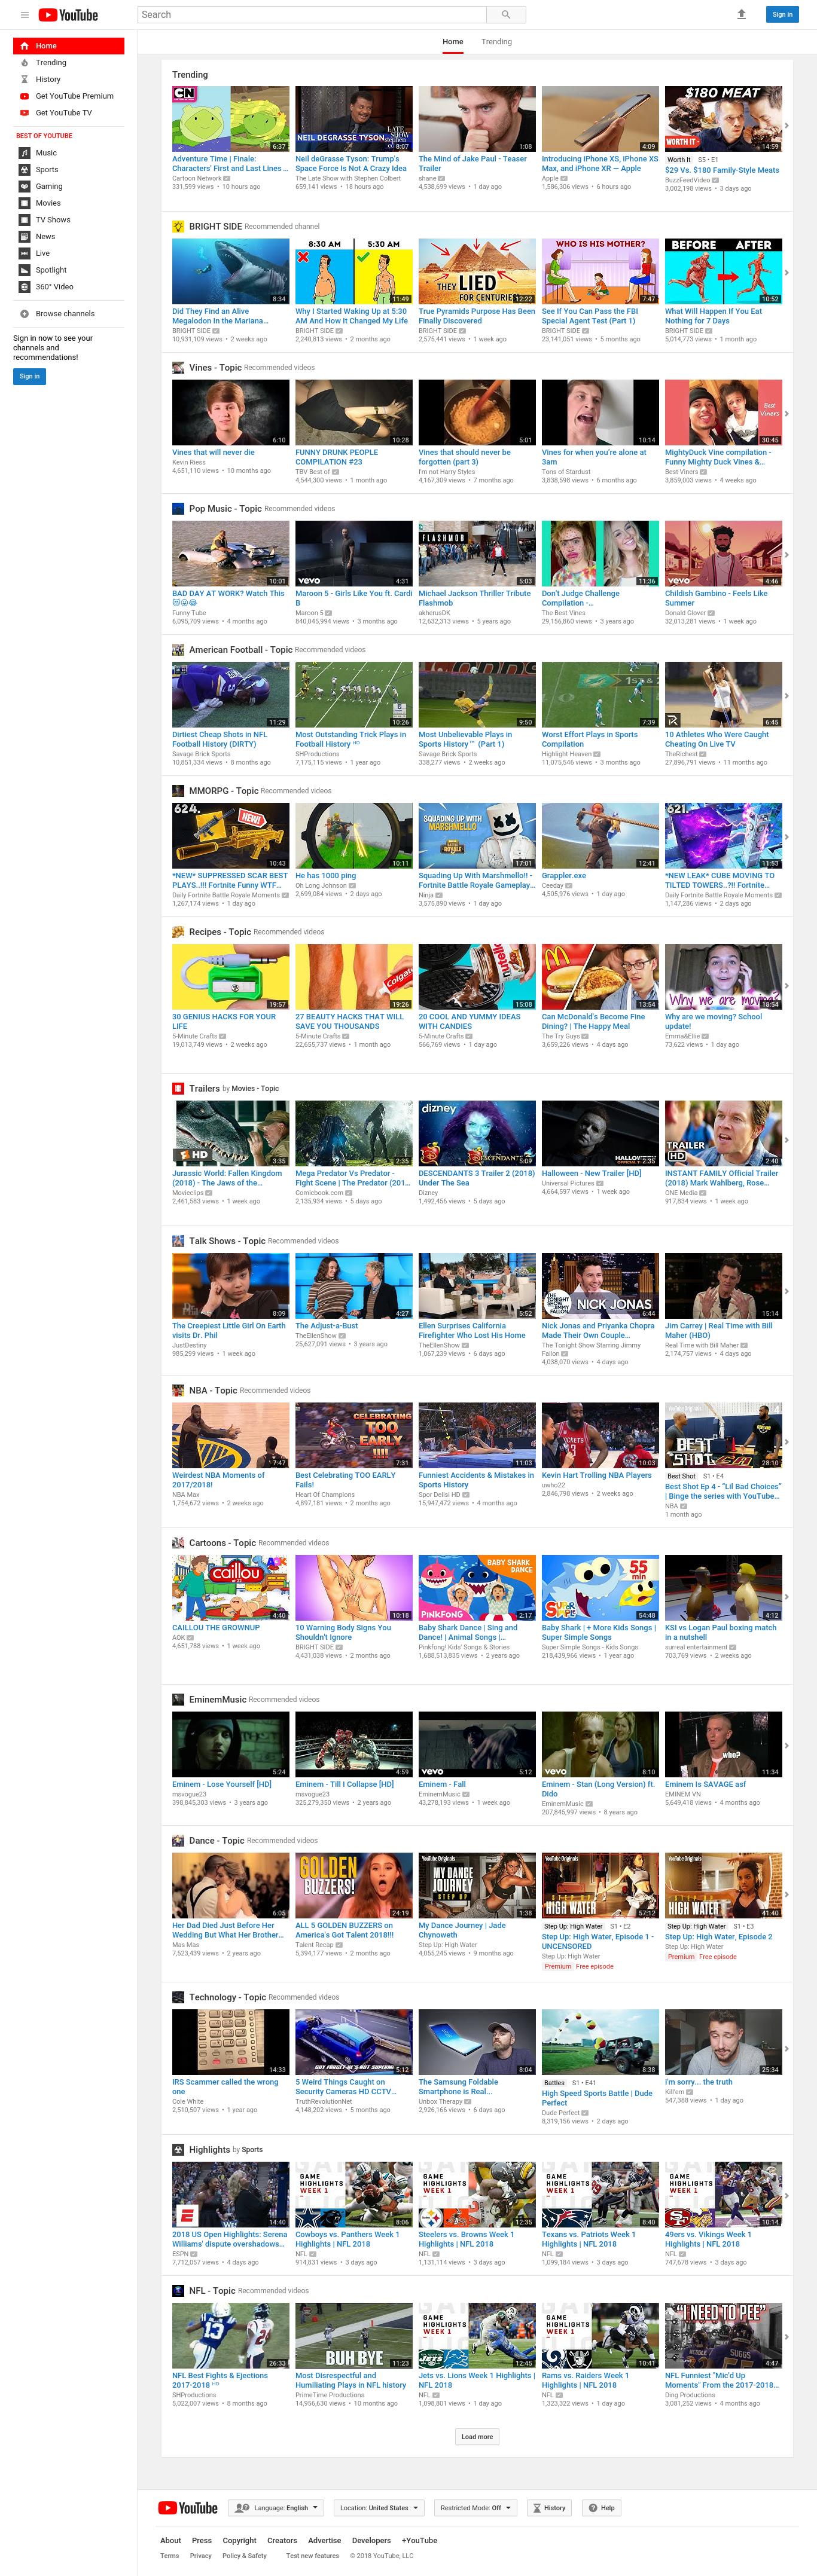 YouTube
Search
Sign in
Home
Trending
History
Get YouTube Premium
Get YouTube TV
BEST OF YOUTUBE
Music
Sports
Gaming
Movies
TV Shows
News
Live
Spotlight
360° Video
Browse channels
Sign in now to see your
channels and
recommendations!
Sign in
Home Trending
Trending
CN
6:37
Adventure Time | Finale:
Characters' First and Last Lines ...
Cartoon Network
331,599 views • 10 hours ago
NEIL DEGRASSE TYSON
8:07
Neil deGrasse Tyson: Trump's
Space Force Is Not A Crazy Idea
The Late Show with Stephen Colbert
659,141 views • 18 hours ago
1:08
The Mind of Jake Paul - Teaser
Trailer
shane
4,538,699 views • 1 day ago
4:09
Introducing iPhone XS, iPhone XS
Max, and iPhone XR — Apple
Apple
1,586,306 views • 6 hours ago
$180 MEAT
WORTH IT
14:59
Worth It S5 • E1
$29 Vs. $180 Family-Style Meats
BuzzFeedVideo
3,002,198 views • 3 days ago
BRIGHT SIDE Recommended channel
8:34
Did They Find an Alive
Megalodon In the Mariana...
BRIGHT SIDE
10,931,109 views • 2 weeks ago
8:30 AM 5:30 AM
11:49
Why I Started Waking Up at 5:30
AM And How It Changed My Life
BRIGHT SIDE
2,240,813 views • 2 months ago
THEY LIED
FOR CENTURIES
12:22
True Pyramids Purpose Has Been
Finally Discovered
BRIGHT SIDE
2,575,441 views • 1 week ago
WHO IS HIS MOTHER?
7:47
See If You Can Pass the FBI
Special Agent Test (Part 1)
BRIGHT SIDE
23,141,051 views • 5 months ago
BEFORE AFTER
10:52
What Will Happen If You Eat
Nothing for 7 Days
BRIGHT SIDE
5,014,773 views • 1 month ago
Vines - Topic Recommended videos
6:10
Vines that will never die
Kevin Riess
4,651,110 views • 10 months ago
10:28
FUNNY DRUNK PEOPLE
COMPILATION #23
TBV Best of
4,544,300 views • 1 month ago
5:01
Vines that should never be
forgotten (part 3)
I'm not Harry Styles
4,167,309 views • 7 months ago
10:14
Vines for when you're alone at
3am
Tons of Stardust
3,838,598 views • 6 months ago
Best
Viners
30:45
MightyDuck Vine compilation -
Funny Mighty Duck Vines &...
Best Viners
3,859,003 views • 4 weeks ago
Pop Music - Topic Recommended videos
10:01
BAD DAY AT WORK? Watch This
Funny Tube
6,095,709 views • 4 months ago
vevo
4:31
Maroon 5 - Girls Like You ft. Cardi
B
Maroon 5
840,045,994 views • 3 months ago
FLASHMOB
5:03
Michael Jackson Thriller Tribute
Flashmob
akherusDK
12,632,313 views • 5 years ago
11:36
Don't Judge Challenge
Compilation -...
The Best Vines
29,156,860 views • 3 years ago
vevo
4:46
Childish Gambino - Feels Like
Summer
Donald Glover
32,013,281 views • 1 week ago
American Football - Topic Recommended videos
11:29
Dirtiest Cheap Shots in NFL
Football History (DIRTY)
Savage Brick Sports
10,851,334 views • 8 months ago
10:26
Most Outstanding Trick Plays in
Football History ᴴᴰ
SHProductions
7,175,115 views • 1 year ago
9:50
Most Unbelievable Plays in
Sports History™ (Part 1)
Savage Brick Sports
338,277 views • 2 weeks ago
7:39
Worst Effort Plays in Sports
Compilation
Highlight Heaven
11,075,546 views • 3 months ago
6:45
10 Athletes Who Were Caught
Cheating On Live TV
TheRichest
27,896,791 views • 11 months ago
MMORPG - Topic Recommended videos
624.
NEW!
10:43
*NEW* SUPPRESSED SCAR BEST
PLAYS..!!! Fortnite Funny WTF...
Daily Fortnite Battle Royale Moments
1,267,174 views • 1 day ago
10:11
He has 1000 ping
Oh Long Johnson
2,699,084 views • 2 days ago
SQUADING UP WITH
MARSHMELLO
17:01
Squading Up With Marshmello!! -
Fortnite Battle Royale Gameplay...
Ninja
3,575,890 views • 1 day ago
12:41
Grappler.exe
Ceeday
4,505,976 views • 1 day ago
621.
11:53
*NEW LEAK* CUBE MOVING TO
TILTED TOWERS..?!! Fortnite...
Daily Fortnite Battle Royale Moments
1,147,286 views • 2 days ago
Recipes - Topic Recommended videos
19:57
30 GENIUS HACKS FOR YOUR
LIFE
5-Minute Crafts
19,013,749 views • 2 weeks ago
Colgate
19:26
27 BEAUTY HACKS THAT WILL
SAVE YOU THOUSANDS
5-Minute Crafts
22,655,737 views • 1 month ago
nutella
15:08
20 COOL AND YUMMY IDEAS
WITH CANDIES
5-Minute Crafts
566,769 views • 1 day ago
13:54
Can McDonald's Become Fine
Dining? | The Happy Meal
The Try Guys
3,659,226 views • 4 days ago
Why we are moving?
18:54
Why are we moving? School
update!
Emma&Ellie
73,622 views • 1 day ago
Trailers by Movies - Topic
HD
3:35
Jurassic World: Fallen Kingdom
(2018) - The Jaws of the...
Movieclips
2,461,583 views • 1 week ago
2:35
Mega Predator Vs Predator -
Fight Scene | The Predator (201...
Comicbook.com
2,135,934 views • 5 days ago
dizney
DESCENDANTS
5:09
DESCENDANTS 3 Trailer 2 (2018)
Under The Sea
Dizney
1,492,456 views • 5 days ago
HALLOWEEN
2:35
Halloween - New Trailer [HD]
Universal Pictures
4,664,597 views • 1 week ago
TRAILER
HD
2:40
INSTANT FAMILY Official Trailer
(2018) Mark Wahlberg, Rose...
ONE Media
917,834 views • 1 week ago
Talk Shows - Topic Recommended videos
8:09
The Creepiest Little Girl On Earth
visits Dr. Phil
JustDestiny
985,299 views • 1 week ago
4:27
The Adjust-a-Bust
TheEllenShow
25,627,091 views • 3 years ago
5:52
Ellen Surprises California
Firefighter Who Lost His Home
TheEllenShow
1,067,239 views • 6 days ago
NICK JONAS
6:44
Nick Jonas and Priyanka Chopra
Made Their Own Couple...
The Tonight Show Starring Jimmy
Fallon
4,038,070 views • 4 days ago
15:14
Jim Carrey | Real Time with Bill
Maher (HBO)
Real Time with Bill Maher
2,174,757 views • 4 days ago
NBA - Topic Recommended videos
7:47
Weirdest NBA Moments of
2017/2018!
NBA Max
1,754,672 views • 2 weeks ago
CELEBRATING
TOO
EARLY
!!!!
7:31
Best Celebrating TOO EARLY
Fails!
Heart Of Champions
4,897,181 views • 2 months ago
11:03
Funniest Accidents & Mistakes in
Sports History
Spor Delisi HD
15,947,472 views • 4 months ago
ROCKETS
10:03
Kevin Hart Trolling NBA Players
uwho22
2,846,798 views • 2 weeks ago
BEST
SHOT
28:10
Best Shot S1 • E4
Best Shot Ep 4 - "Lil Bad Choices"
| Binge the series with YouTube...
NBA
1 month ago
Cartoons - Topic Recommended videos
caillou
AOK
4:40
CAILLOU THE GROWNUP
AOK
4,651,788 views • 1 week ago
10:18
10 Warning Body Signs You
Shouldn't Ignore
BRIGHT SIDE
4,431,038 views • 2 months ago
BABY SHARK
DANCE
PINKFONG!
2:17
Baby Shark Dance | Sing and
Dance! | Animal Songs |...
Pinkfong! Kids' Songs & Stories
1,688,513,835 views • 2 years ago
55
min
SUPER SIMPLE
54:48
Baby Shark | + More Kids Songs |
Super Simple Songs
Super Simple Songs - Kids Songs
218,439,966 views • 1 year ago
4:12
KSI vs Logan Paul boxing match
in a nutshell
surreal entertainment
703,769 views • 2 weeks ago
EminemMusic Recommended videos
5:24
Eminem - Lose Yourself [HD]
msvogue23
398,845,303 views • 3 years ago
4:59
Eminem - Till I Collapse [HD]
msvogue23
325,279,350 views • 2 years ago
vevo
5:12
Eminem - Fall
EminemMusic
43,278,193 views • 1 week ago
vevo
8:10
Eminem - Stan (Long Version) ft.
Dido
EminemMusic
207,845,997 views • 8 years ago
who?
11:34
Eminem Is SAVAGE asf
EMINEM VN
5,649,418 views • 4 months ago
Dance - Topic Recommended videos
6:05
Her Dad Died Just Before Her
Wedding But What Her Brother...
Mas Mas
7,523,439 views • 2 years ago
GOLDEN
BUZZERS!
24:19
ALL 5 GOLDEN BUZZERS on
America's Got Talent 2018!!!
Talent Recap
5,394,177 views • 2 months ago
YouTube Originals
MY DANCE
JOURNEY
STEP UP
1:38
My Dance Journey | Jade
Chynoweth
Step Up: High Water
4,055,245 views • 9 months ago
YouTube Originals
STEP UP
HIGH WATER
57:12
Step Up: High Water S1 • E2
Step Up: High Water, Episode 1 -
UNCENSORED
Step Up: High Water
Premium Free episode
YouTube Originals
STEP UP
HIGH WATER
41:40
Step Up: High Water S1 • E3
Step Up: High Water, Episode 2
Step Up: High Water
Premium Free episode
Technology - Topic Recommended videos
14:33
IRS Scammer called the wrong
one
Cole White
2,510,507 views • 1 year ago
5:12
5 Weird Things Caught on
Security Cameras HD CCTV...
TruthRevolutionNet
4,148,202 views • 5 months ago
8:04
The Samsung Foldable
Smartphone is Real...
Unbox Therapy
2,926,166 views • 6 days ago
8:38
Battles S1 • E41
High Speed Sports Battle | Dude
Perfect
Dude Perfect
8,319,156 views • 2 days ago
25:34
i'm sorry... the truth
Kill'em
547,388 views • 1 day ago
Highlights by Sports
14:40
2018 US Open Highlights: Serena
Williams' dispute overshadows...
ESPN
7,712,057 views • 4 days ago
GAME
HIGHLIGHTS
WEEK 1
8:06
Cowboys vs. Panthers Week 1
Highlights | NFL 2018
NFL
914,831 views • 3 days ago
GAME
HIGHLIGHTS
WEEK 1
12:35
Steelers vs. Browns Week 1
Highlights | NFL 2018
NFL
1,131,114 views • 3 days ago
GAME
HIGHLIGHTS
WEEK 1
8:40
Texans vs. Patriots Week 1
Highlights | NFL 2018
NFL
1,099,184 views • 3 days ago
GAME
HIGHLIGHTS
WEEK 1
10:14
49ers vs. Vikings Week 1
Highlights | NFL 2018
NFL
747,678 views • 3 days ago
NFL - Topic Recommended videos
26:33
NFL Best Fights & Ejections
2017-2018 ᴴᴰ
SHProductions
5,022,007 views • 8 months ago
BUH BYE
11:23
Most Disrespectful and
Humiliating Plays in NFL history
PrimeTime Productions
14,956,630 views • 10 months ago
GAME
HIGHLIGHTS
WEEK 1
JETS
12:45
Jets vs. Lions Week 1 Highlights |
NFL 2018
NFL
1,098,801 views • 1 day ago
GAME
HIGHLIGHTS
WEEK 1
10:41
Rams vs. Raiders Week 1
Highlights | NFL 2018
NFL
1,323,322 views • 1 day ago
"I NEED TO PEE"
WEDDLE SUGGS
4:47
NFL Funniest "Mic'd Up
Moments" From the 2017-2018...
Ding Productions
3,081,252 views • 4 months ago
Load more
YouTube
Language: English
Location: United States
Restricted Mode: Off
History
Help
About Press Copyright Creators Advertise Developers +YouTube
Terms Privacy Policy & Safety Test new features © 2018 YouTube, LLC